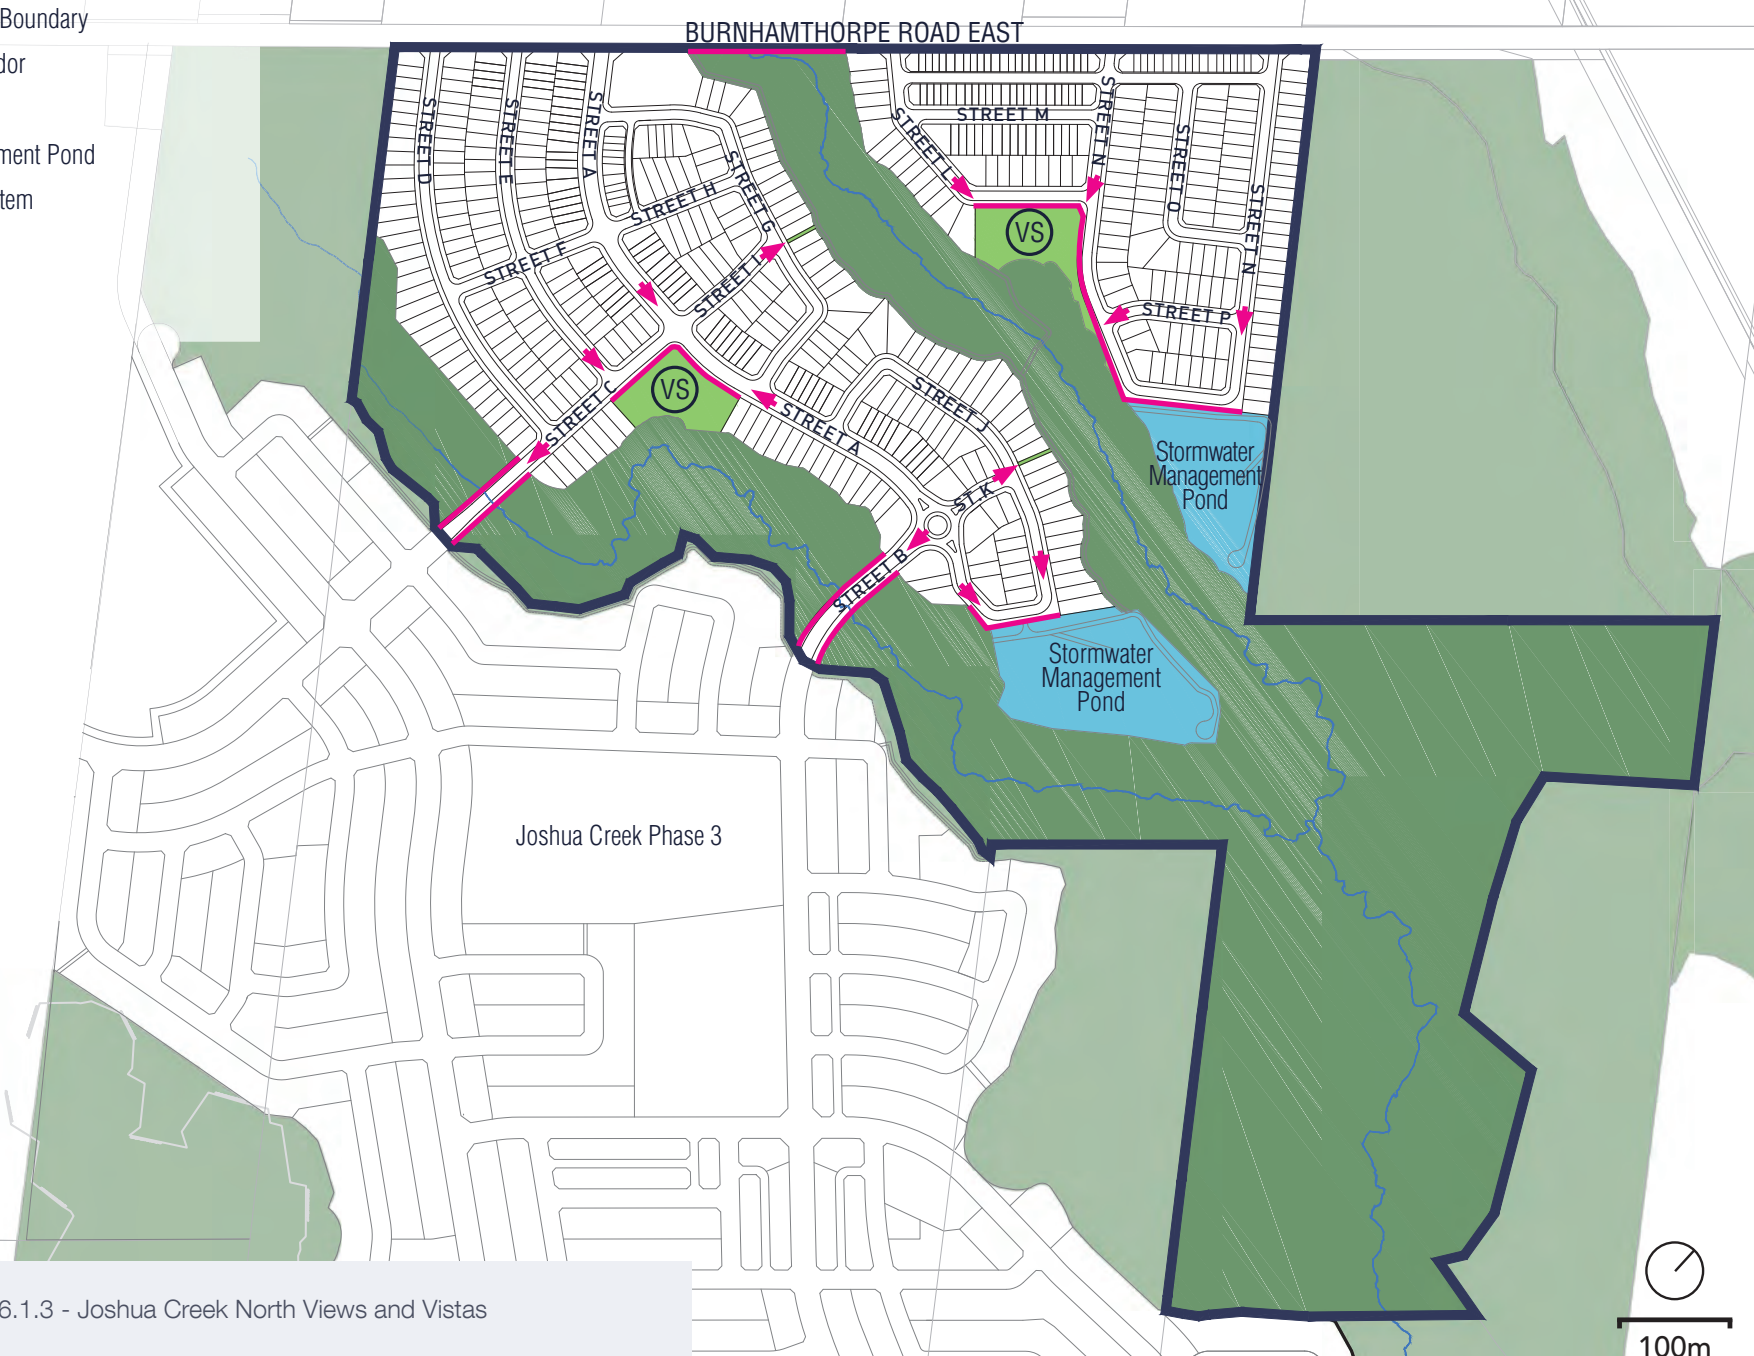 Boundary
dor
ment Pond
tem
BURNHAMTHORPE ROAD EAST
STREET D
STREET E
STREET A
STREET H
STREET G
STREET F
STREET I
STREET L
STREET M
STREET N
STREET O
STREET N
STREET P
VS
VS
STREET C
STREET A
STREET J
ST.K
STREET B
Stormwater
Management
Pond
Stormwater
Management
Pond
Joshua Creek Phase 3
6.1.3 - Joshua Creek North Views and Vistas
100m